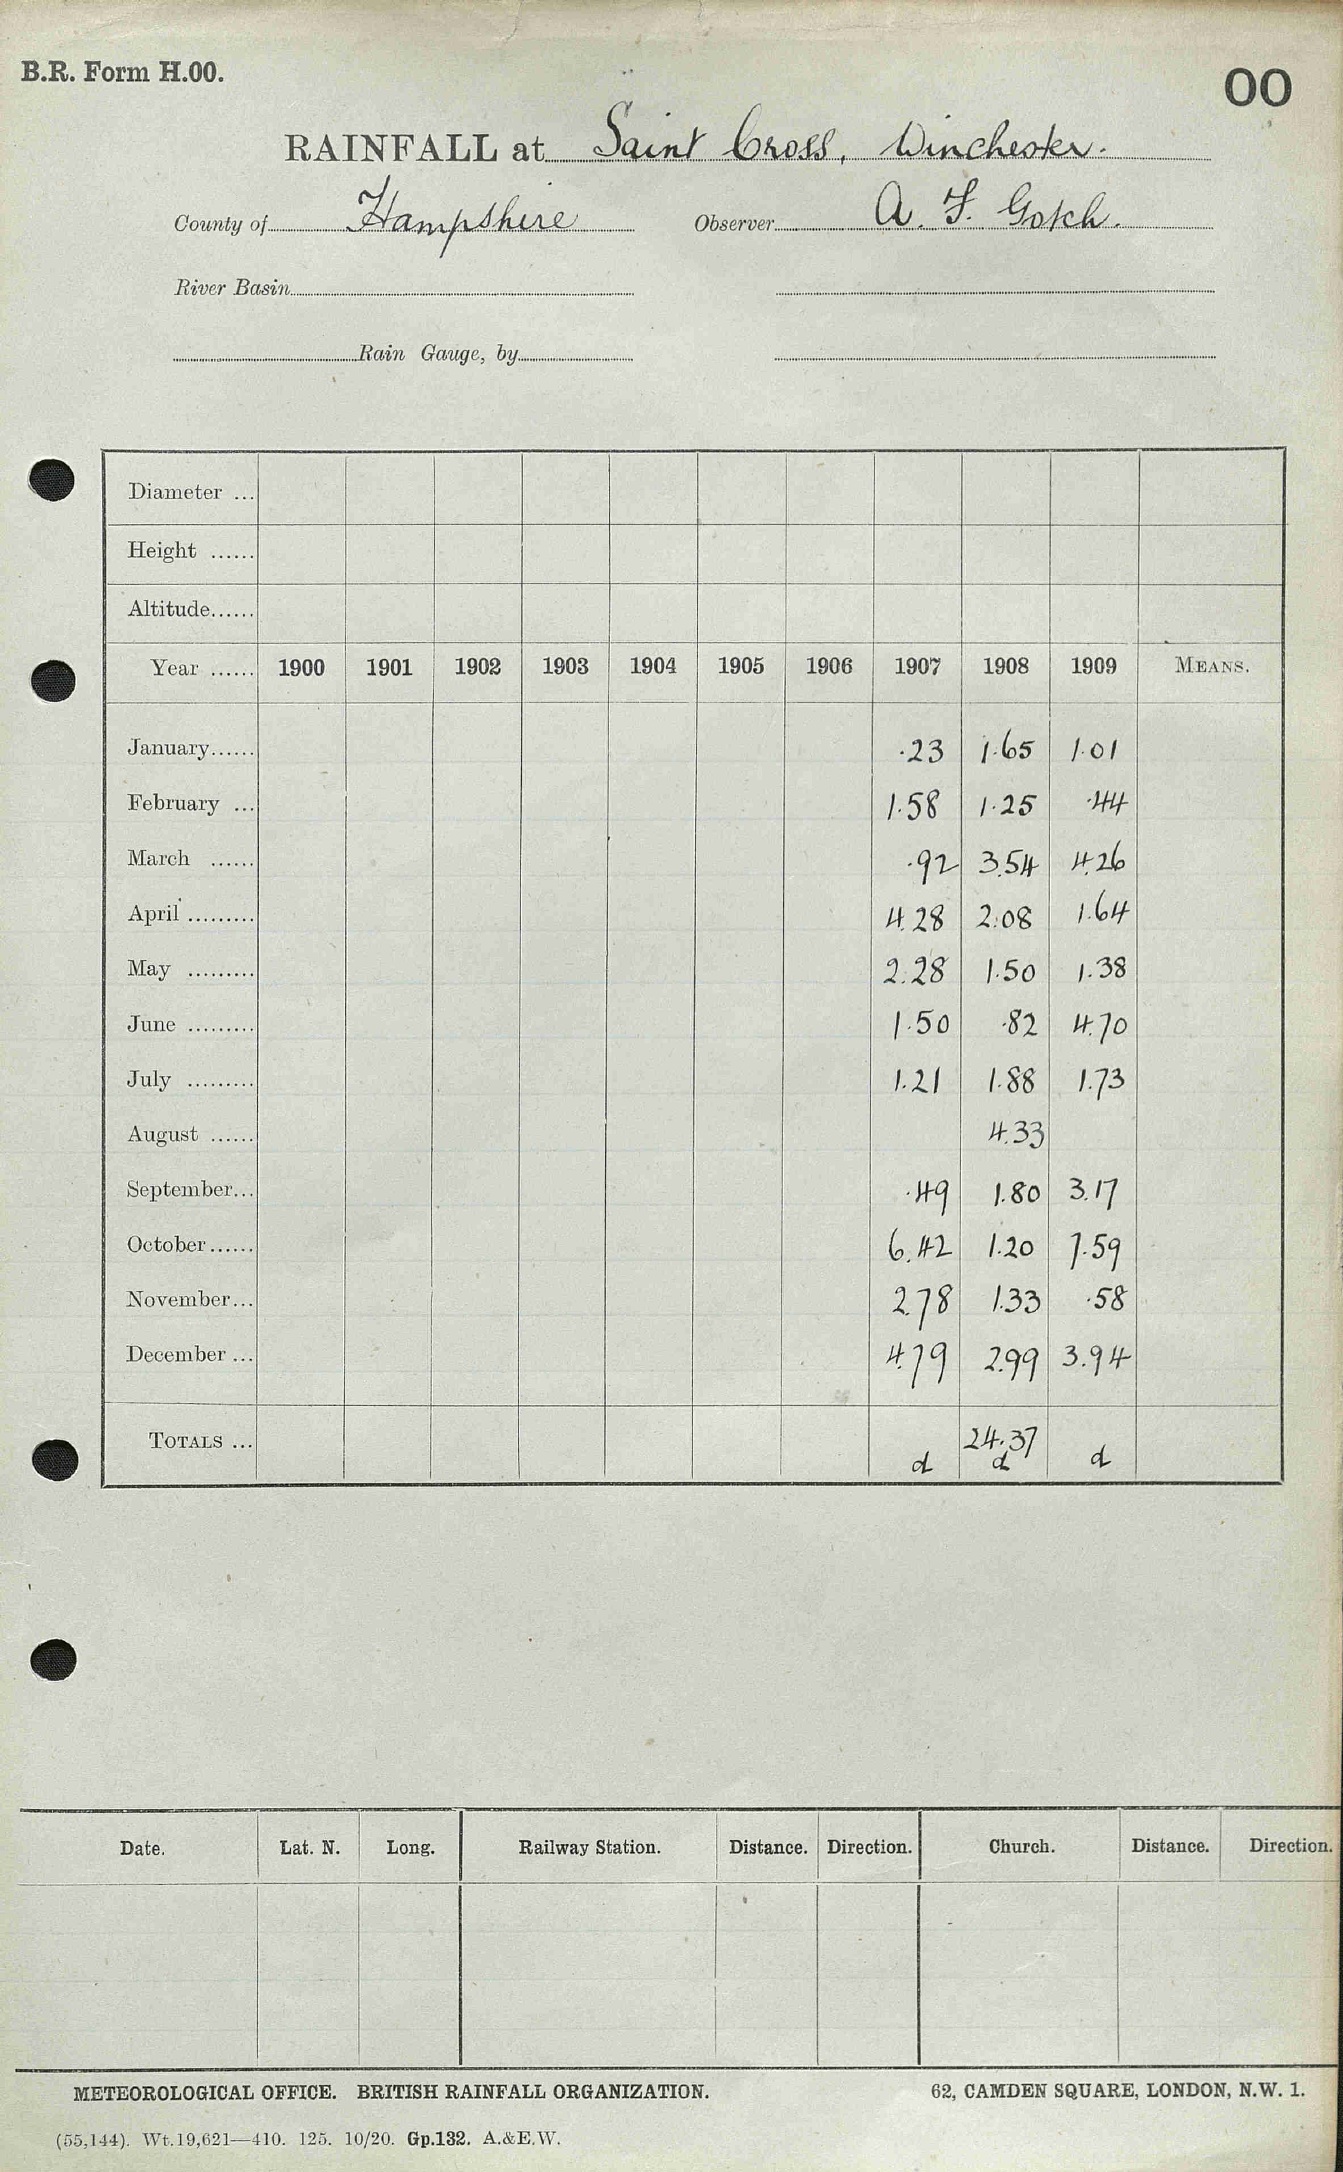 B.R. Form H.00.
00
RAINFALL at Saint Cross, Winchester.
County of Hampshire Observer A. F. Gotch.
River Basin
Rain Gauge, by
Diameter ...
Height ......
Altitude......
Year ...... 1900 1901 1902 1903 1904 1905 1906 1907 1908 1909 MEANS.
January...... .23 1.65 1.01
February ... 1.58 1.25 .44
March ...... .92 3.54 4.26
April ......... 4.28 2.08 1.64
May ......... 2.28 1.50 1.38
June ......... 1.50 .82 4.70
July ......... 1.21 1.88 1.73
August ...... 4.33
September... .49 1.80 3.17
October...... 6.42 1.20 7.59
November... 2.78 1.33 .58
December ... 4.79 2.99 3.94
TOTALS ... 24.37
d d d
Date. Lat. N. Long. Railway Station. Distance. Direction. Church. Distance. Direction.
METEOROLOGICAL OFFICE. BRITISH RAINFALL ORGANIZATION. 62, CAMDEN SQUARE, LONDON, N.W. 1.
(55,144). Wt.19,621—410. 125. 10/20. Gp.132. A.&E.W.